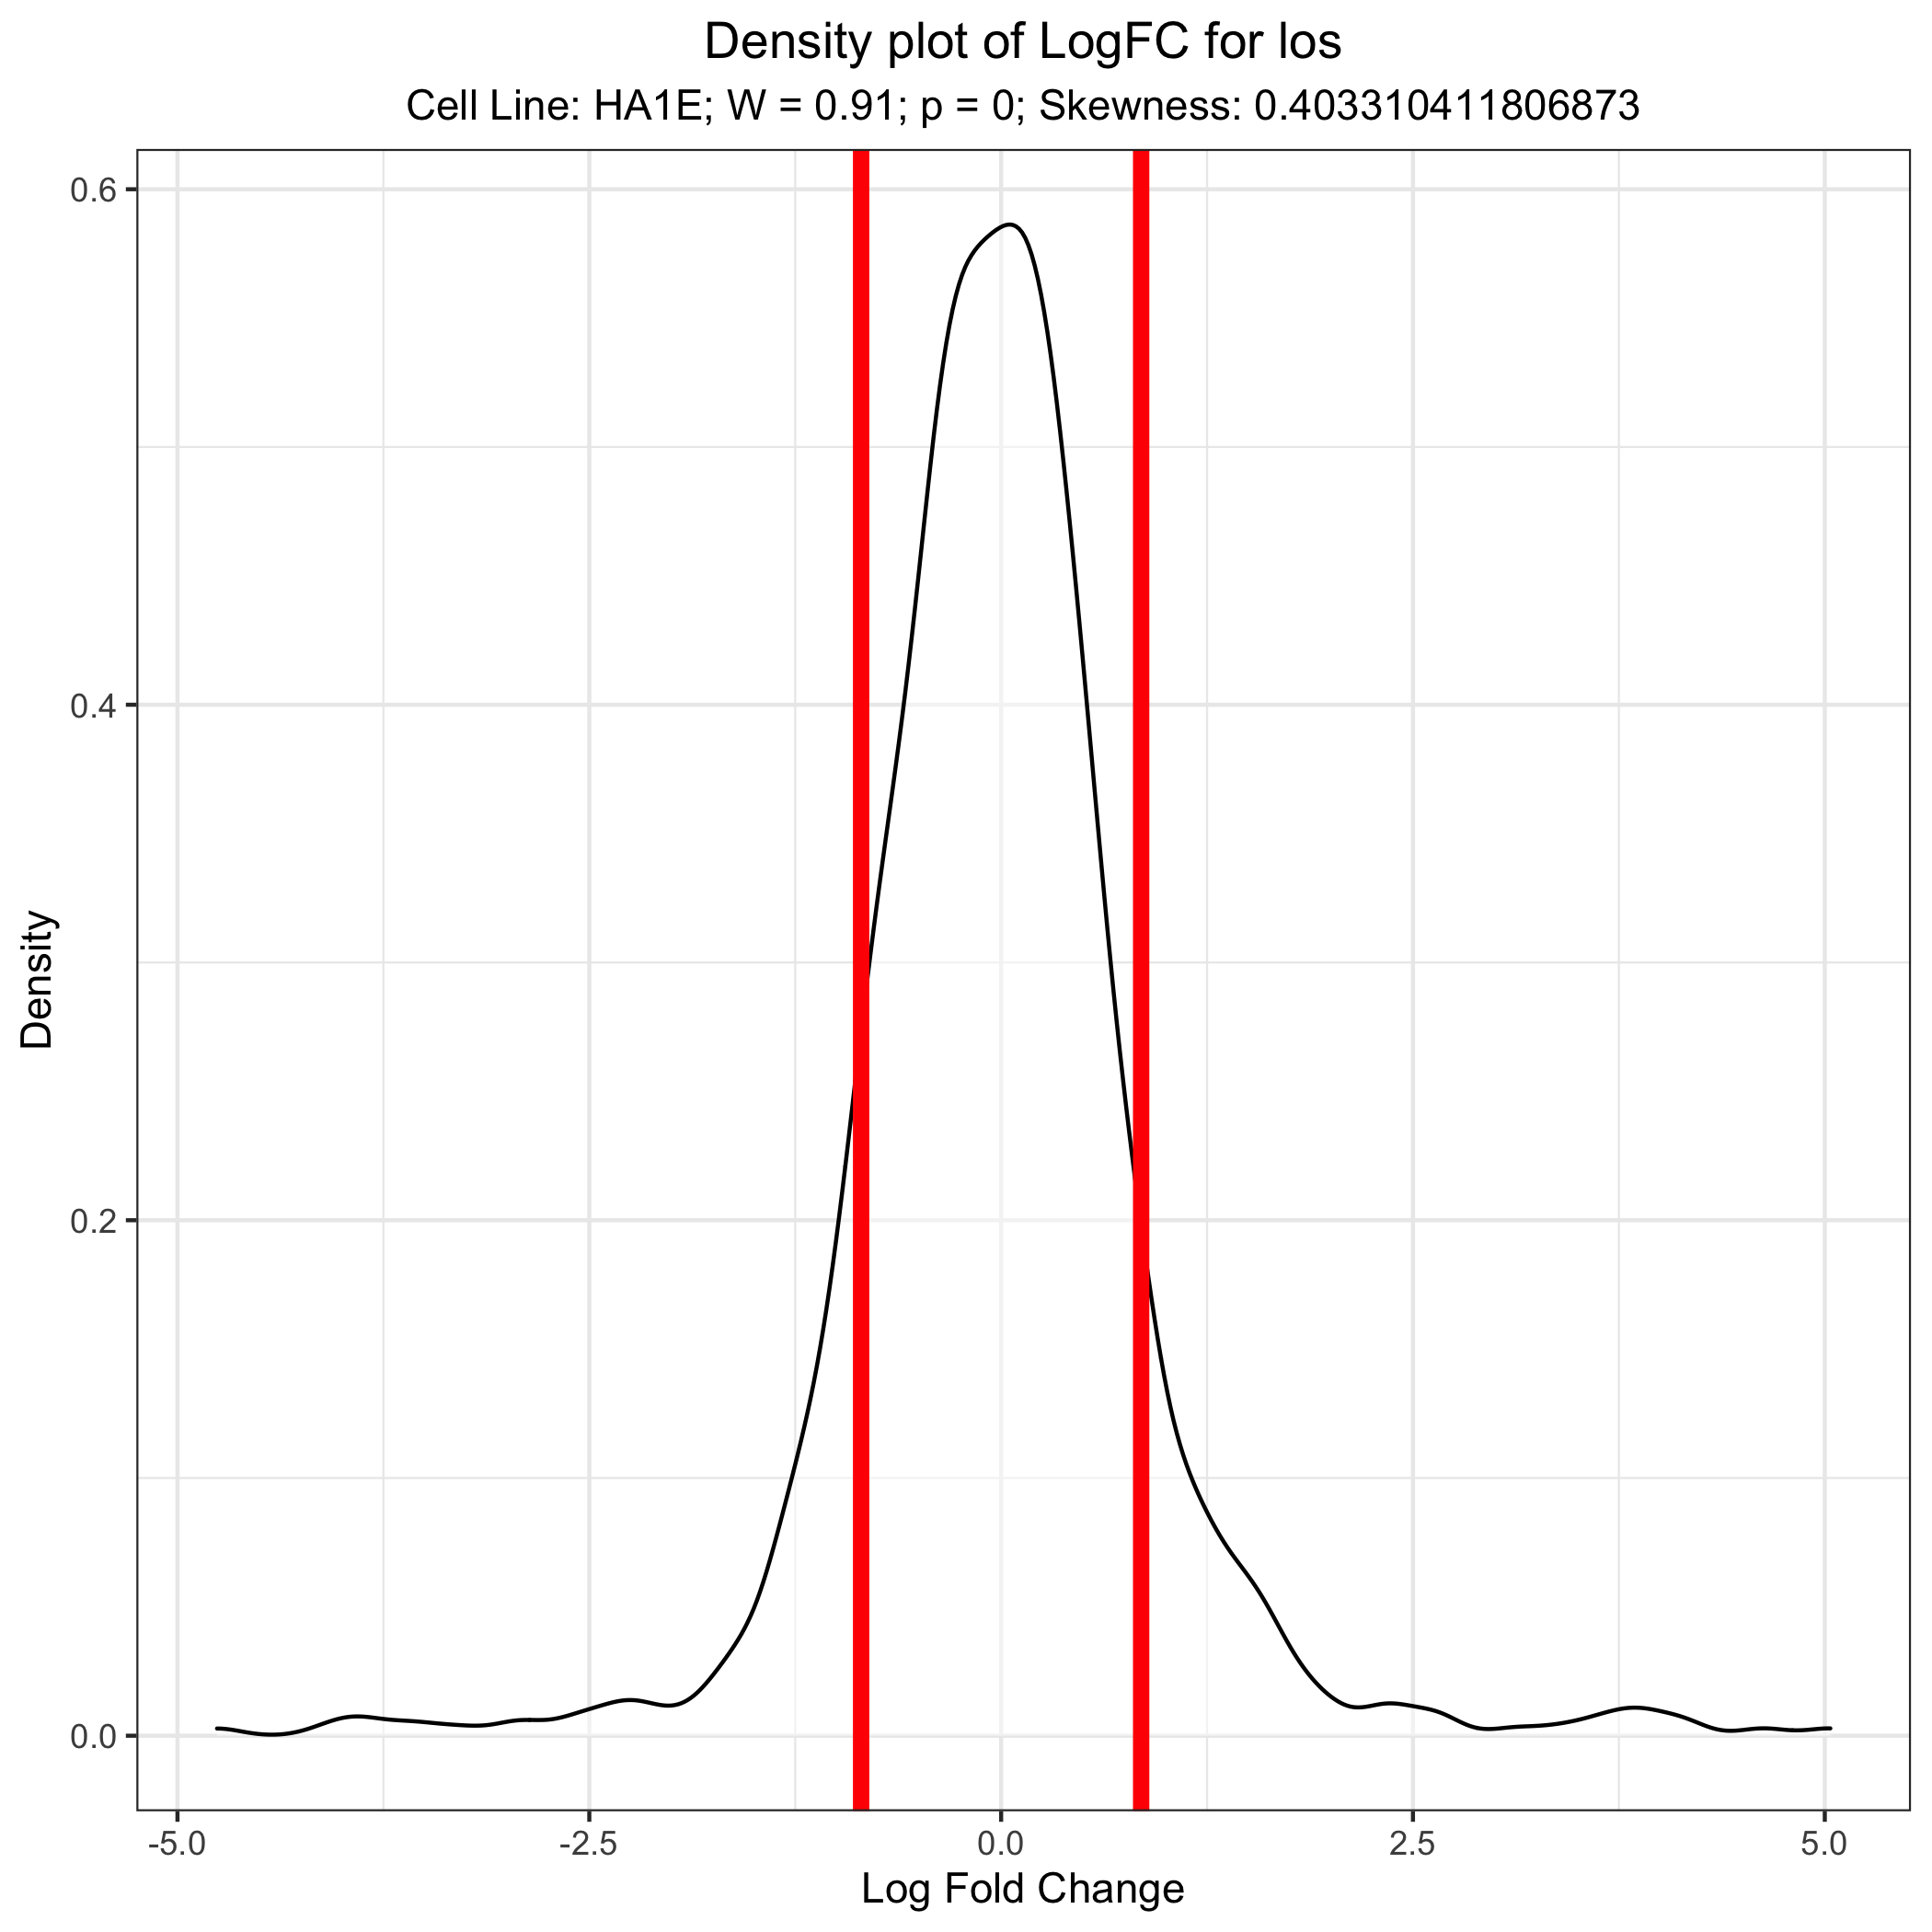 Density plot of LogFC for los
Cell Line: HA1E; W = 0.91; p = 0; Skewness: 0.403310411806873
0.6
0.4
0.2
0.0
Density
-5.0
-2.5
0.0
2.5
5.0
Log Fold Change